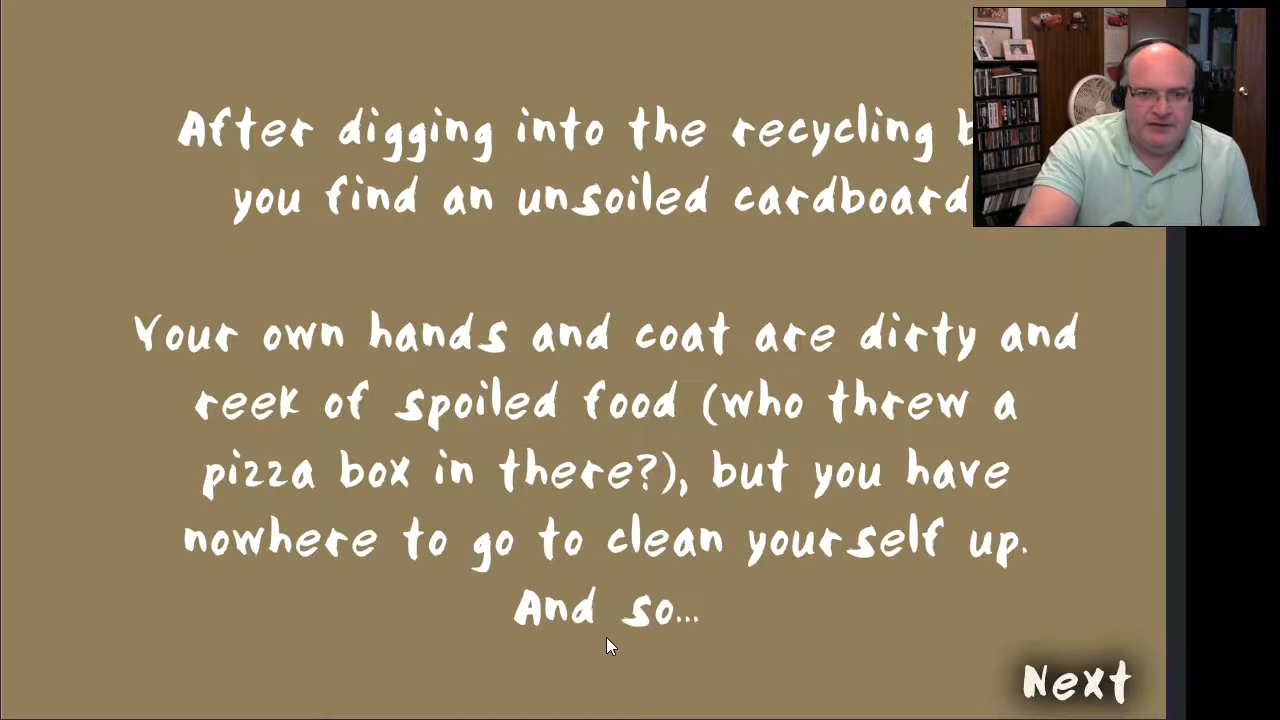 After digging into the recycling
you find an unsoiled cardboard
Your own hands and coat are dirty and
reek of spoiled food (who threw a
pizza box in there?), but you have
nowhere to go to clean yourself up.
And so...
Next